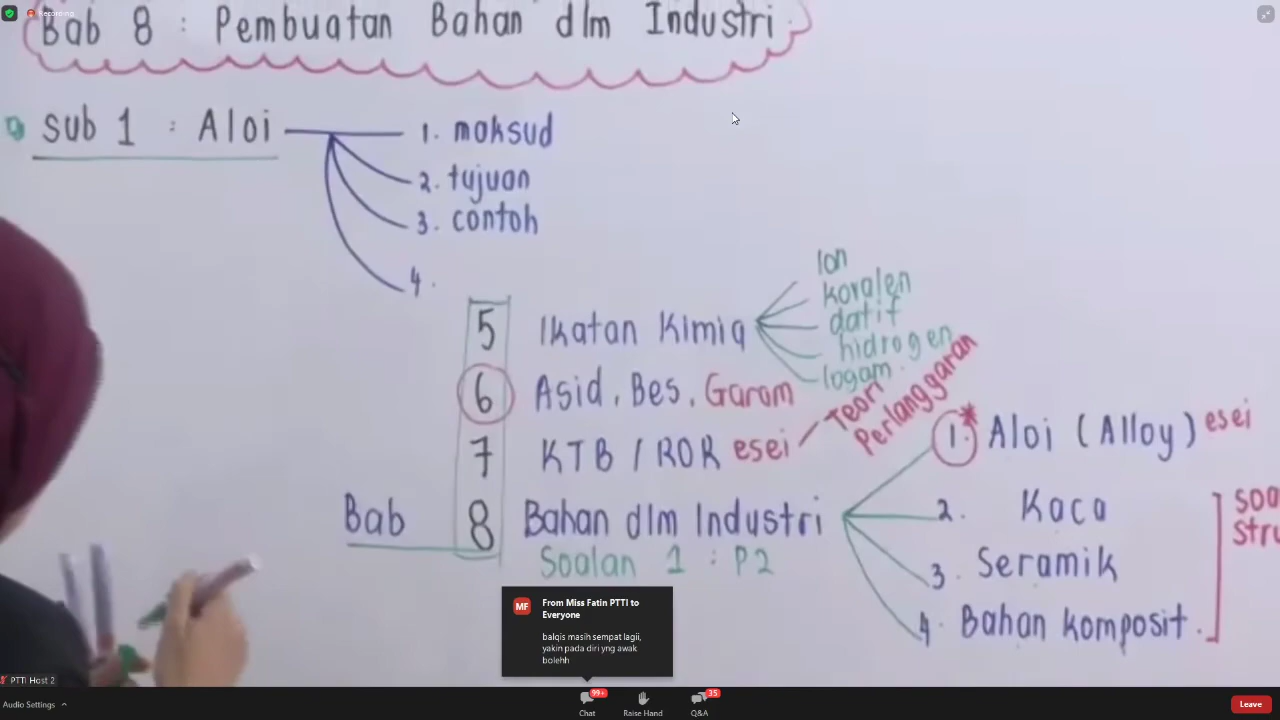 Recording
Bab 8 : Pembuatan Bahan dlm Industri
sub 1 : Aloi
1. maksud
2. tujuan
3. contoh
4.
5 Ikatan Kimia
Ion
kovalen
datif
hidrogen
logam.
6 Asid, Bes, Garam
7 KTB / ROR esei
Teori
Perlanggaran
Bab 8 Bahan dlm Industri
Soalan 1 : P2
1. * Aloi (Alloy) esei
2. Kaca
3. Seramik
4. Bahan komposit.
MF
From Miss Fatin PTTI to
Everyone
balqis masih sempat lagii,
yakin pada diri yng awak
bolehh
PTTI Host 2
Audio Settings
99+
Chat
Raise Hand
35
Q&A
Leave